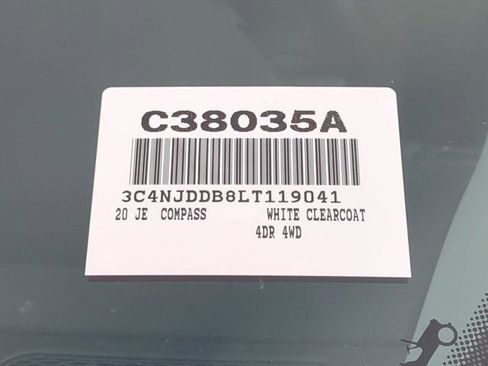 C38035A
3C4NJDDB8LT119041
20 JE COMPASS WHITE CLEARCOAT
4DR 4WD